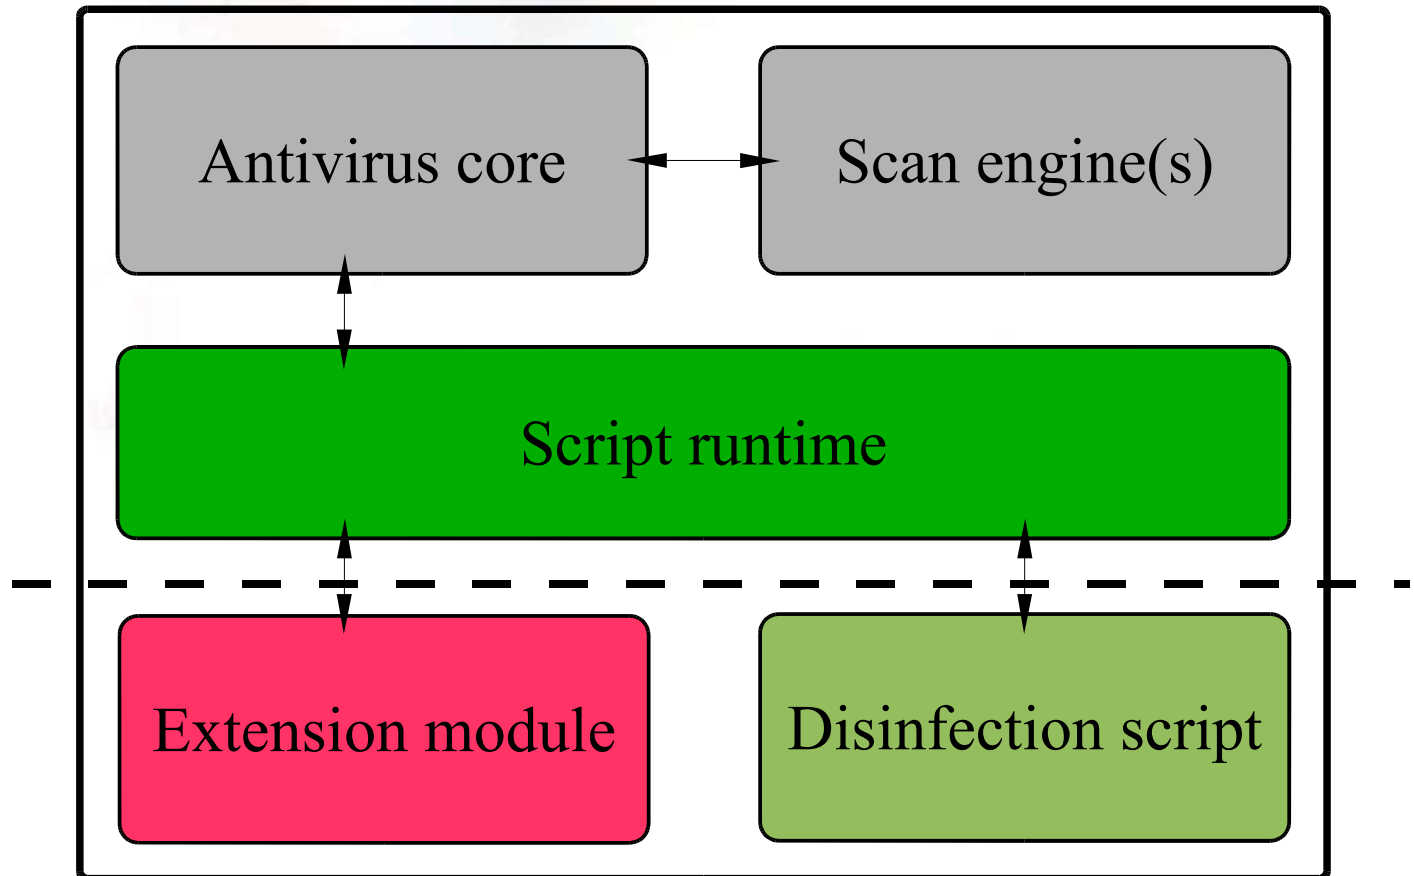 Antivirus core
Scan engine(s)
Script runtime
Extension module
Disinfection script